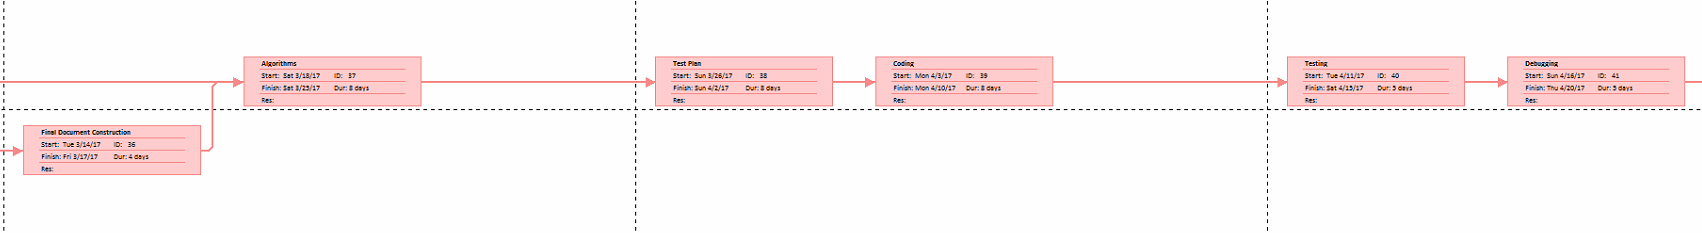 Algorithms
Start: Sat 3/18/17 ID: 37
Finish: Sat 3/25/17 Dur: 8 days
Res:
Test Plan
Start: Sun 3/26/17 ID: 38
Finish: Sun 4/2/17 Dur: 8 days
Res:
Coding
Start: Mon 4/3/17 ID: 39
Finish: Mon 4/10/17 Dur: 8 days
Res:
Testing
Start: Tue 4/11/17 ID: 40
Finish: Sat 4/15/17 Dur: 5 days
Res:
Debugging
Start: Sun 4/16/17 ID: 41
Finish: Thu 4/20/17 Dur: 5 days
Res:
Final Document Construction
Start: Tue 3/14/17 ID: 36
Finish: Fri 3/17/17 Dur: 4 days
Res: